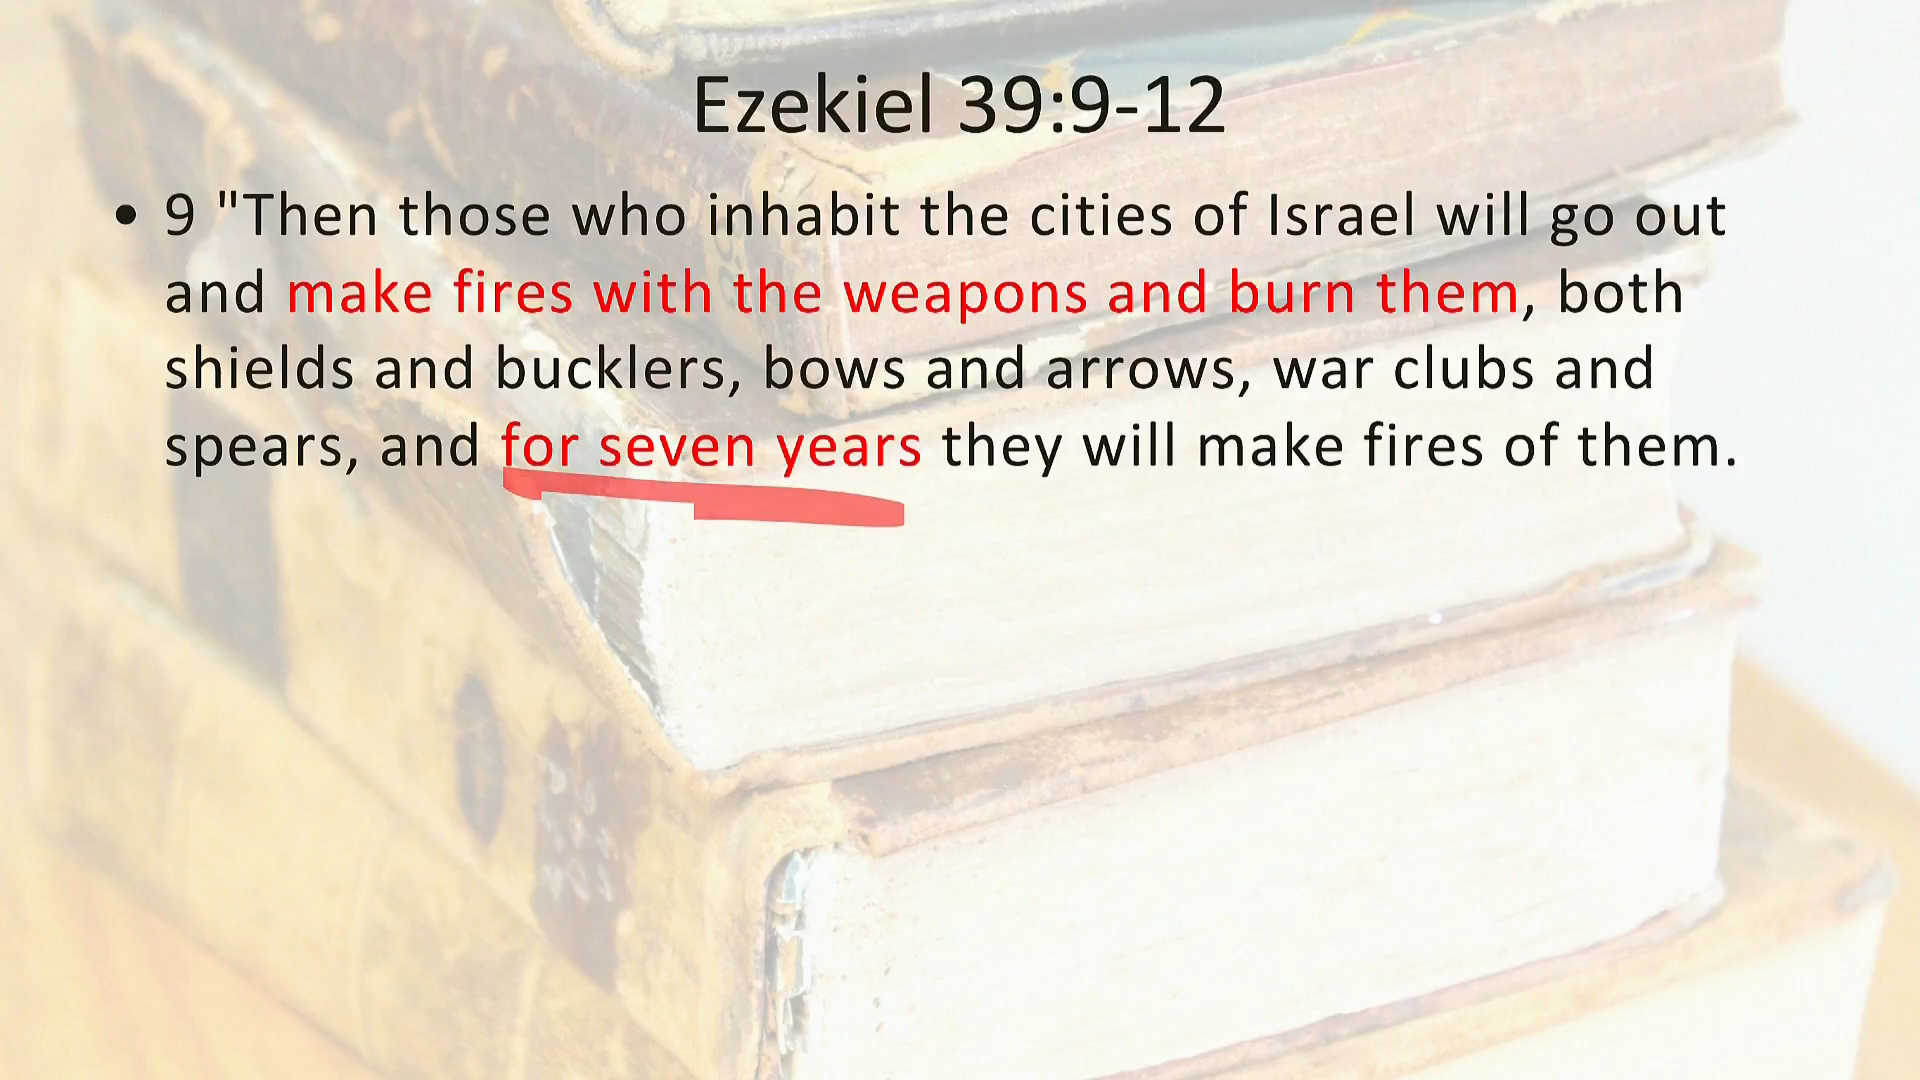 Ezekiel 39:9-12
• 9 "Then those who inhabit the cities of Israel will go out
and make fires with the weapons and burn them, both
shields and bucklers, bows and arrows, war clubs and
spears, and for seven years they will make fires of them.